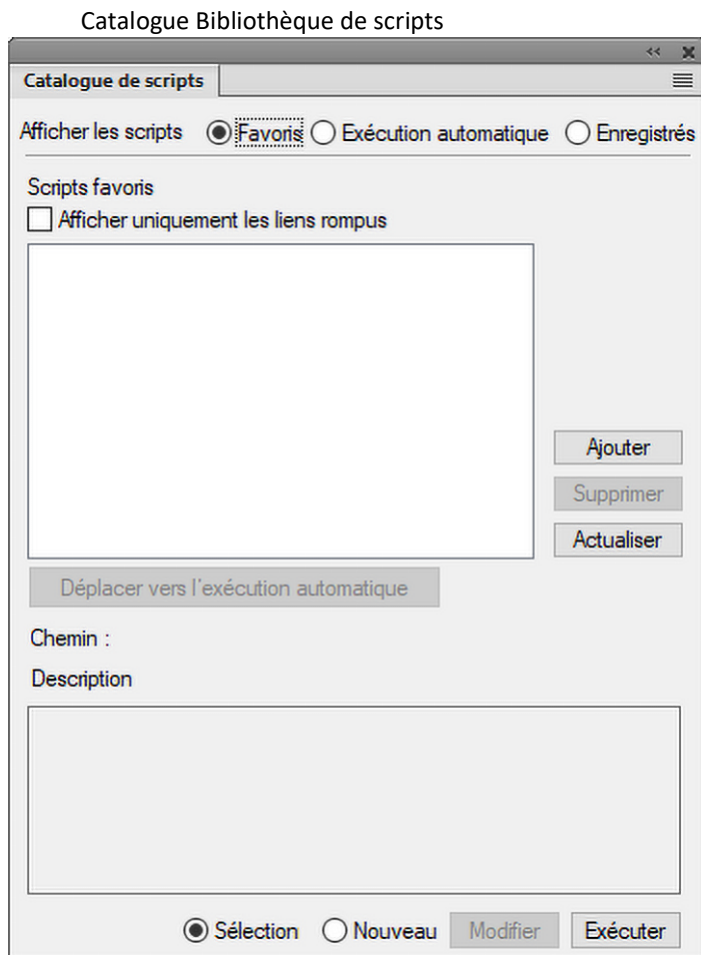 Catalogue Bibliothèque de scripts
Catalogue de scripts
Afficher les scripts Favoris Exécution automatique Enregistrés
Scripts favoris
Afficher uniquement les liens rompus
Ajouter
Supprimer
Actualiser
Déplacer vers l'exécution automatique
Chemin :
Description
Sélection Nouveau Modifier Exécuter